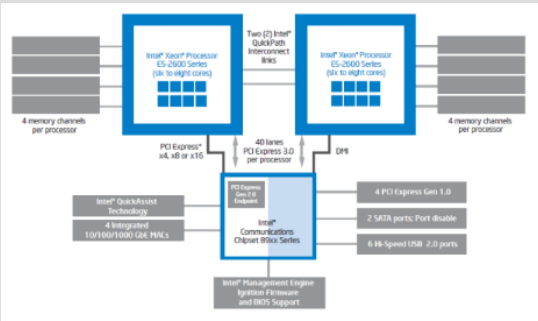 Two (2) Intel®
QuickPath
Interconnect
links
Intel® Xeon® Processor
E5-2600 Series
(six to eight cores)
Intel® Xeon® Processor
E5-2600 Series
(six to eight cores)
4 memory channels
per processor
4 memory channels
per processor
PCI Express®
x4, x8 or x16
40 lanes
PCI Express 3.0
per processor
DMI
PCI Express
Gen 2.0
Endpoint
Intel®
Communications
Chipset 89xx Series
Intel® QuickAssist
Technology
4 Integrated
10/100/1000 GbE MACs
4 PCI Express Gen 1.0
2 SATA ports; Port disable
6 Hi-Speed USB 2.0 ports
Intel® Management Engine
Ignition Firmware
and BIOS Support